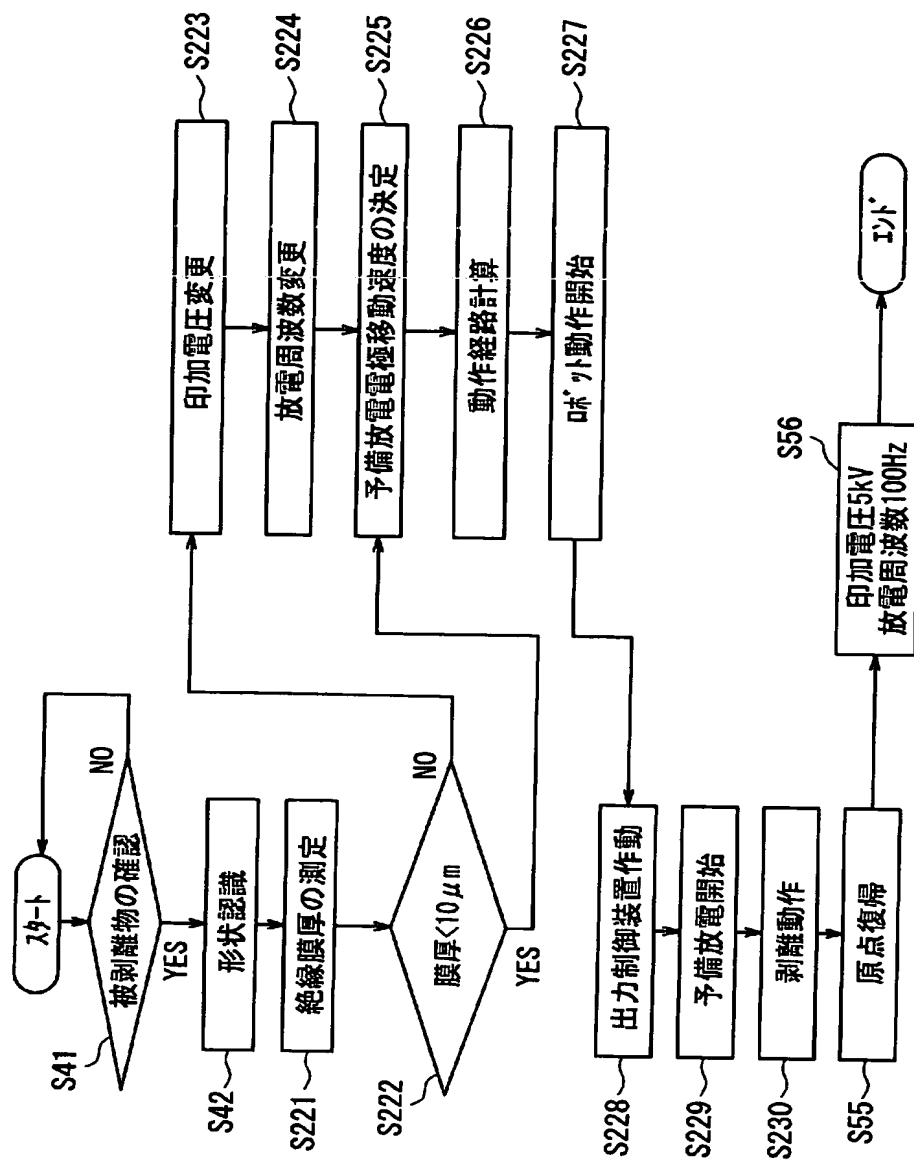 スタート
S41
被剥離物の確認
NO
YES
S42
形状認識
S221
絶縁膜厚の測定
S222
膜厚<10μm
NO
YES
S223
印加電圧変更
S224
放電周波数変更
S225
予備放電電極移動速度の決定
S226
動作経路計算
S227
ロボット動作開始
S228
出力制御装置作動
S229
予備放電開始
S230
剥離動作
S55
原点復帰
S56
印加電圧5kV
放電周波数100Hz
エンド